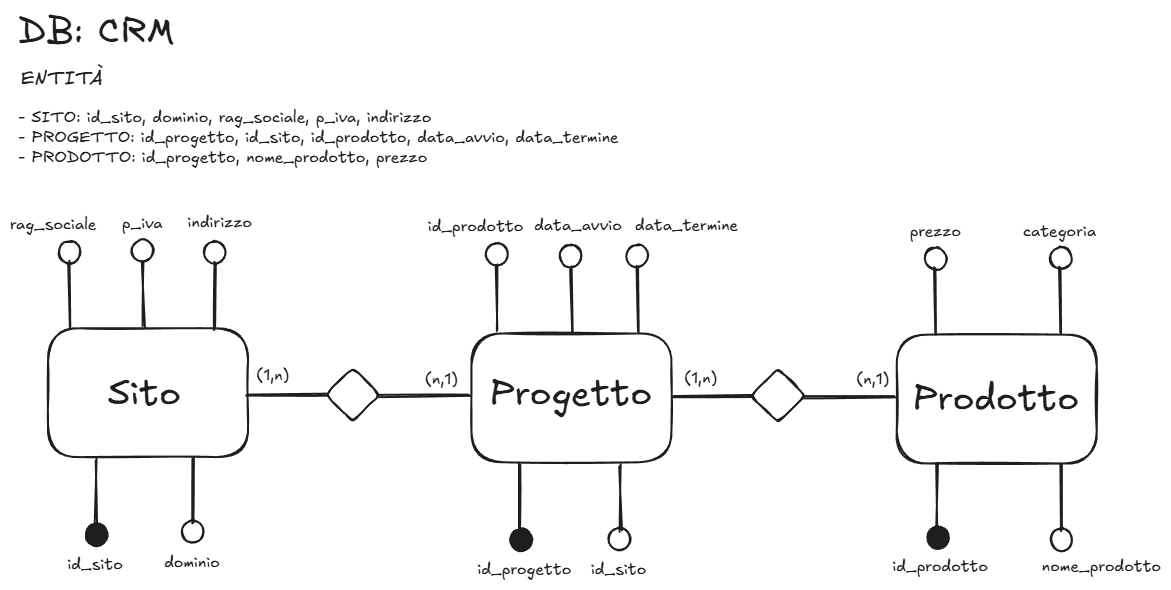 DB: CRM
ENTITÀ
- SITO: id_sito, dominio, rag_sociale, p_iva, indirizzo
- PROGETTO: id_progetto, id_sito, id_prodotto, data_avvio, data_termine
- PRODOTTO: id_progetto, nome_prodotto, prezzo
rag_sociale p_iva indirizzo
id_prodotto data_avvio data_termine
prezzo categoria
(1,n) (n,1) (1,n) (n,1)
Sito Progetto Prodotto
id_sito dominio
id_progetto id_sito
id_prodotto nome_prodotto